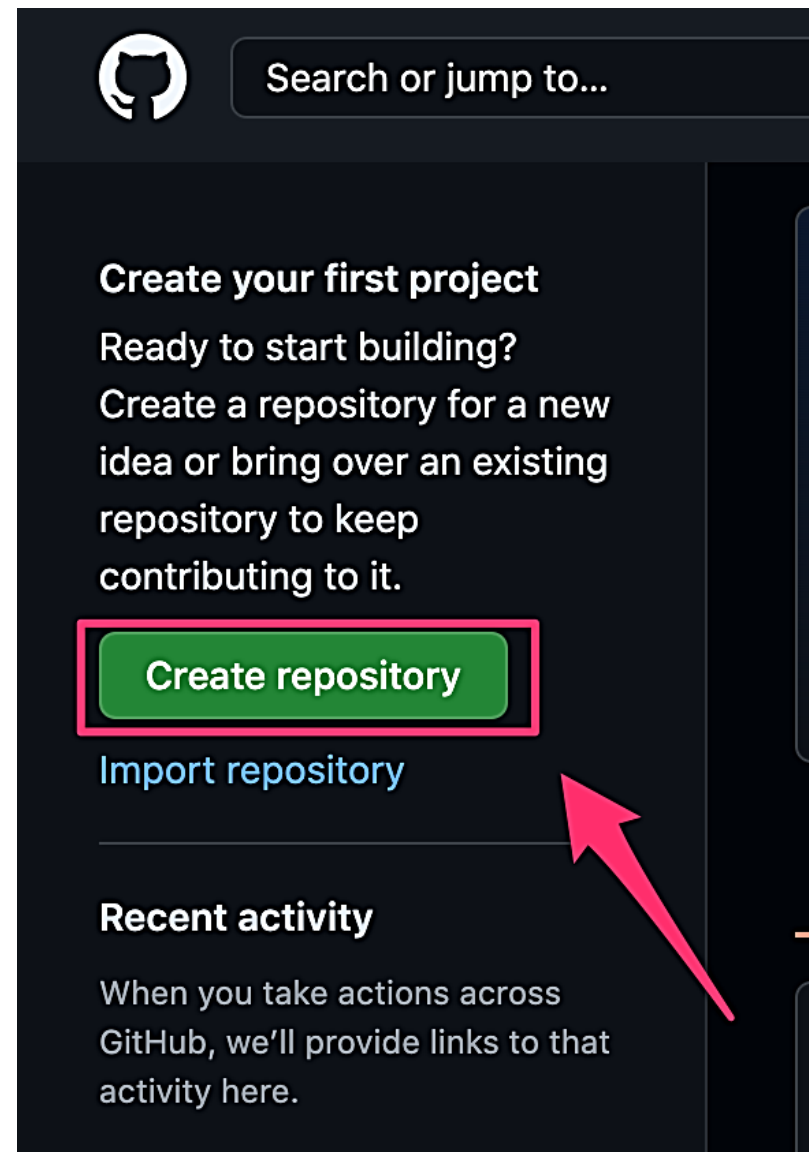 Search or jump to...
Create your first project
Ready to start building?
Create a repository for a new
idea or bring over an existing
repository to keep
contributing to it.
Create repository
Import repository
Recent activity
When you take actions across
GitHub, we’ll provide links to that
activity here.